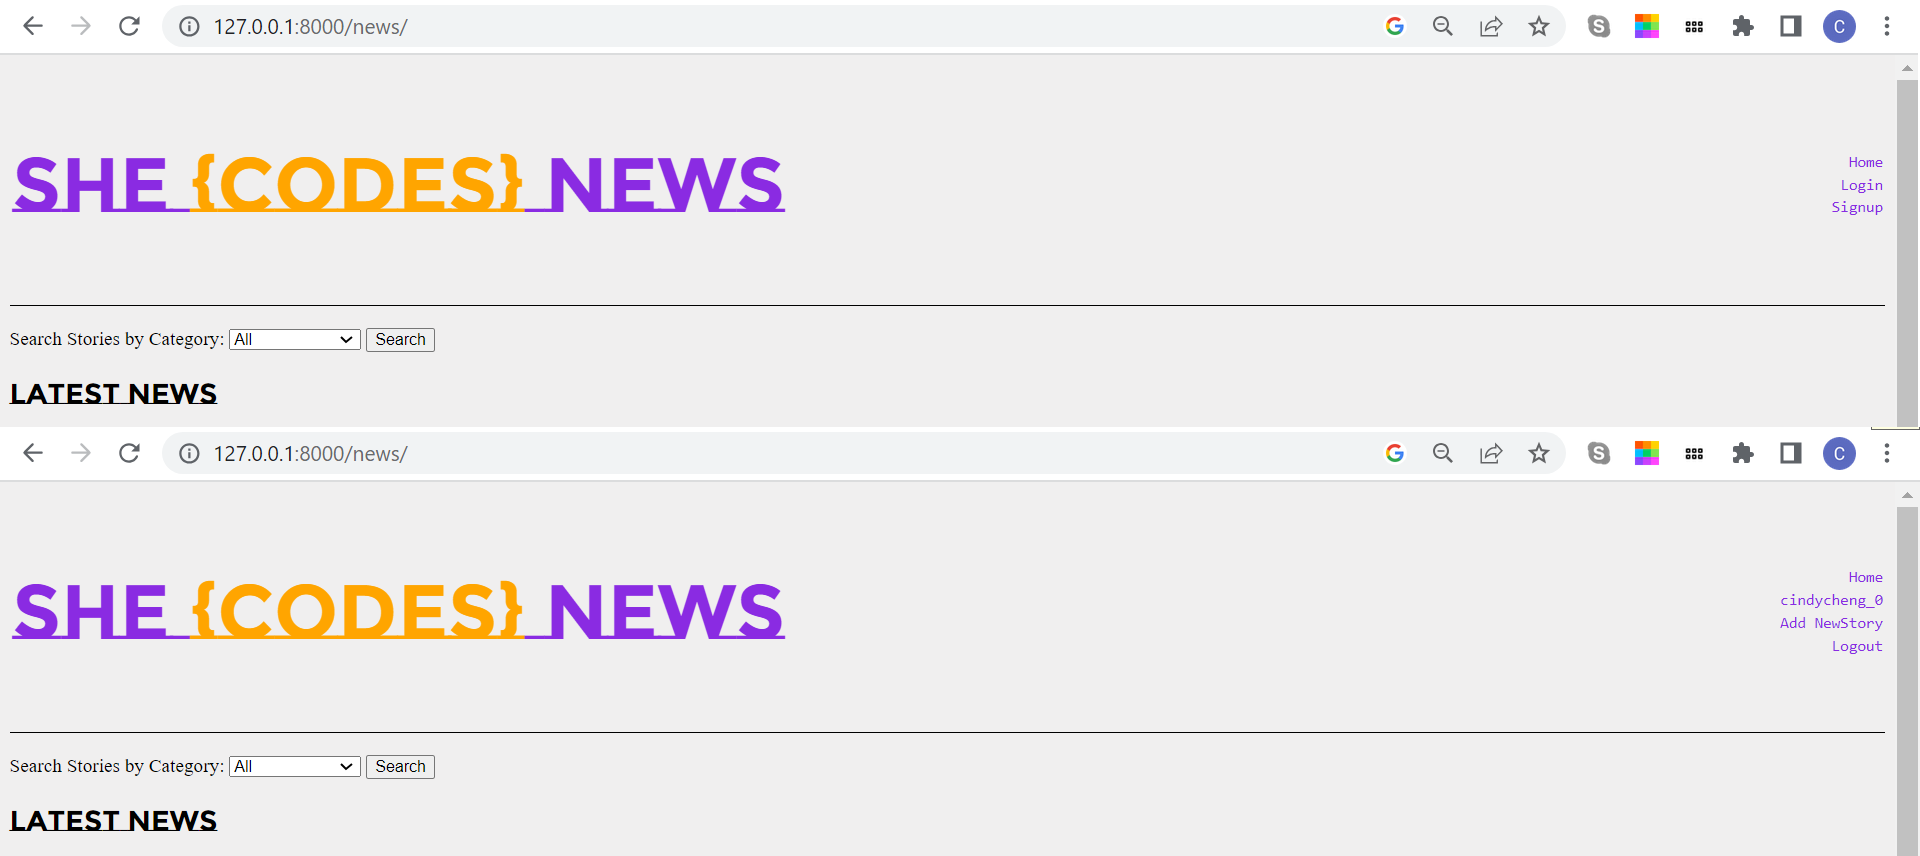 127.0.0.1:8000/news/
C
SHE {CODES} NEWS
Home
Login
Signup
Search Stories by Category: All Search
LATEST NEWS
127.0.0.1:8000/news/
C
SHE {CODES} NEWS
Home
cindycheng_0
Add NewStory
Logout
Search Stories by Category: All Search
LATEST NEWS